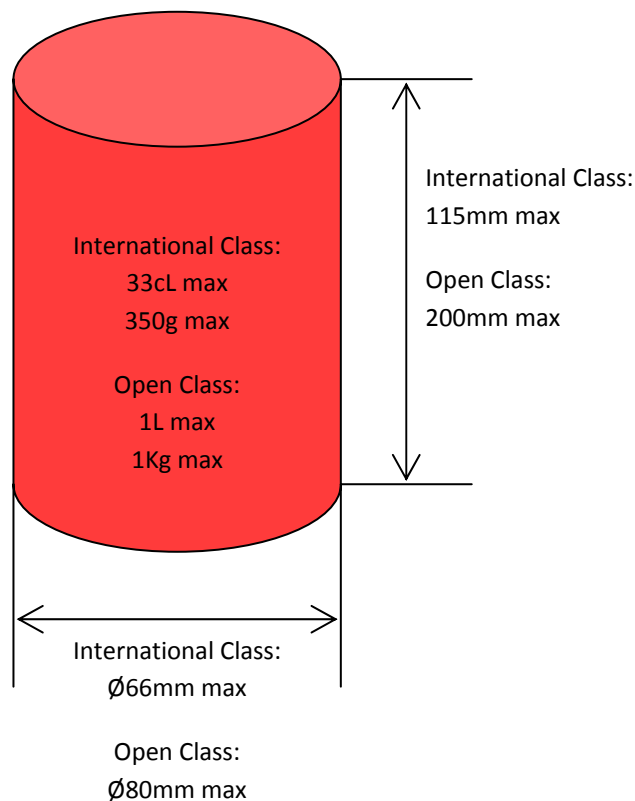 International Class:
115mm max
Open Class:
200mm max
International Class:
33cL max
350g max
Open Class:
1L max
1Kg max
International Class:
Ø66mm max
Open Class:
Ø80mm max